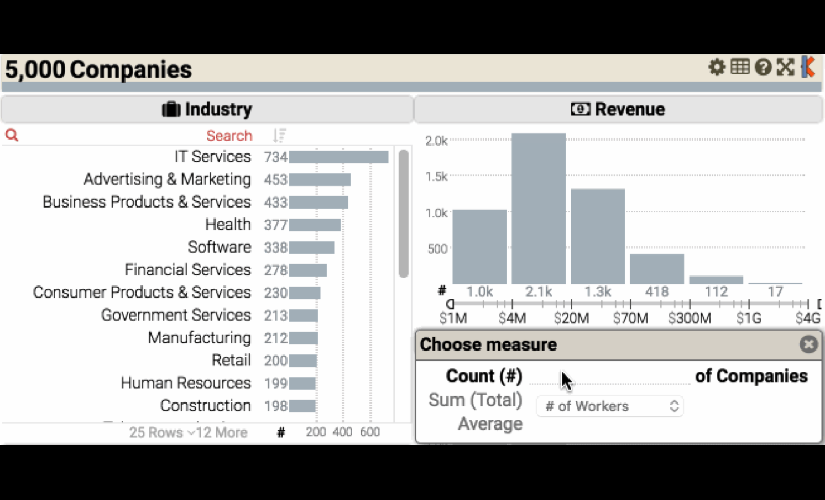 5,000 Companies
Industry
Search
IT Services 734
Advertising & Marketing 453
Business Products & Services 433
Health 377
Software 338
Financial Services 278
Consumer Products & Services 230
Government Services 213
Manufacturing 212
Retail 200
Human Resources 199
Construction 198
25 Rows 12 More # 200 400 600
Revenue
2.0k
1.5k
1.0k
500
# 1.0k 2.1k 1.3k 418 112 17
$1M $4M $20M $70M $300M $1G $4G
Choose measure
Count (#) of Companies
Sum (Total) # of Workers
Average